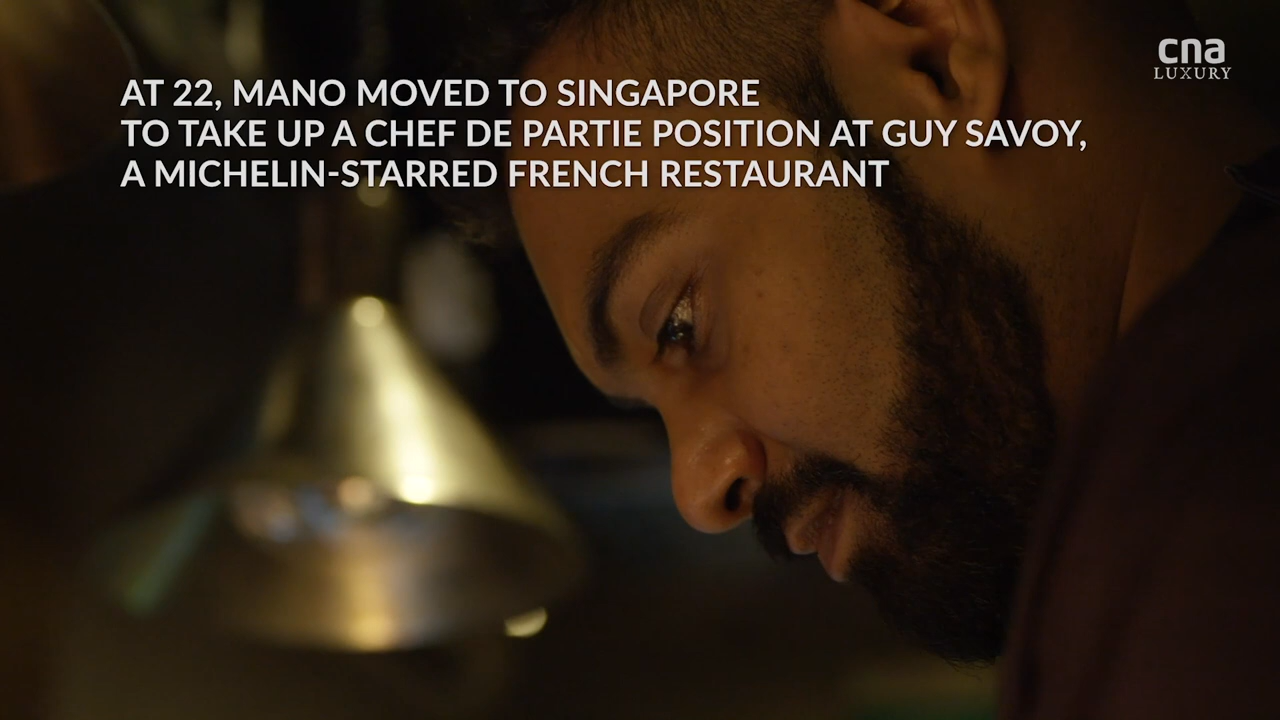 cna
LUXURY
AT 22, MANO MOVED TO SINGAPORE
TO TAKE UP A CHEF DE PARTIE POSITION AT GUY SAVOY,
A MICHELIN-STARRED FRENCH RESTAURANT